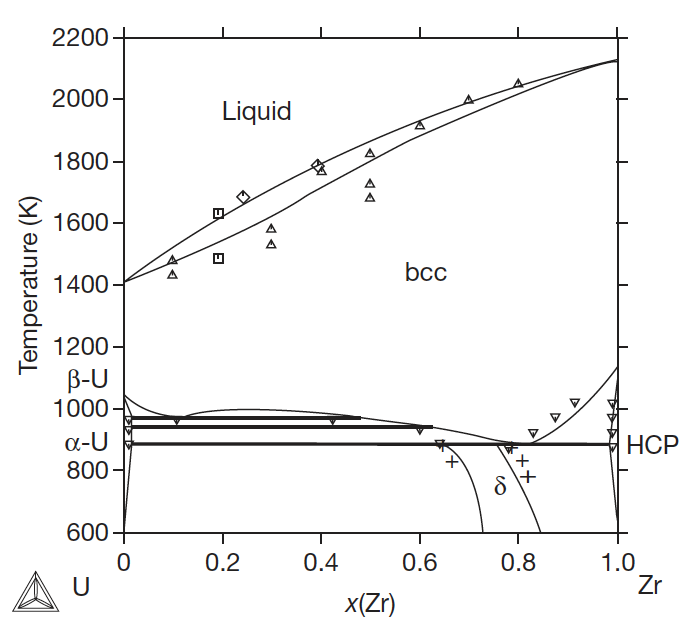 2200
2000
1800
1600
1400
1200
1000
800
600
Temperature (K)
Liquid
bcc
β-U
α-U
HCP
δ
0
0.2
0.4
0.6
0.8
1.0
U
x(Zr)
Zr